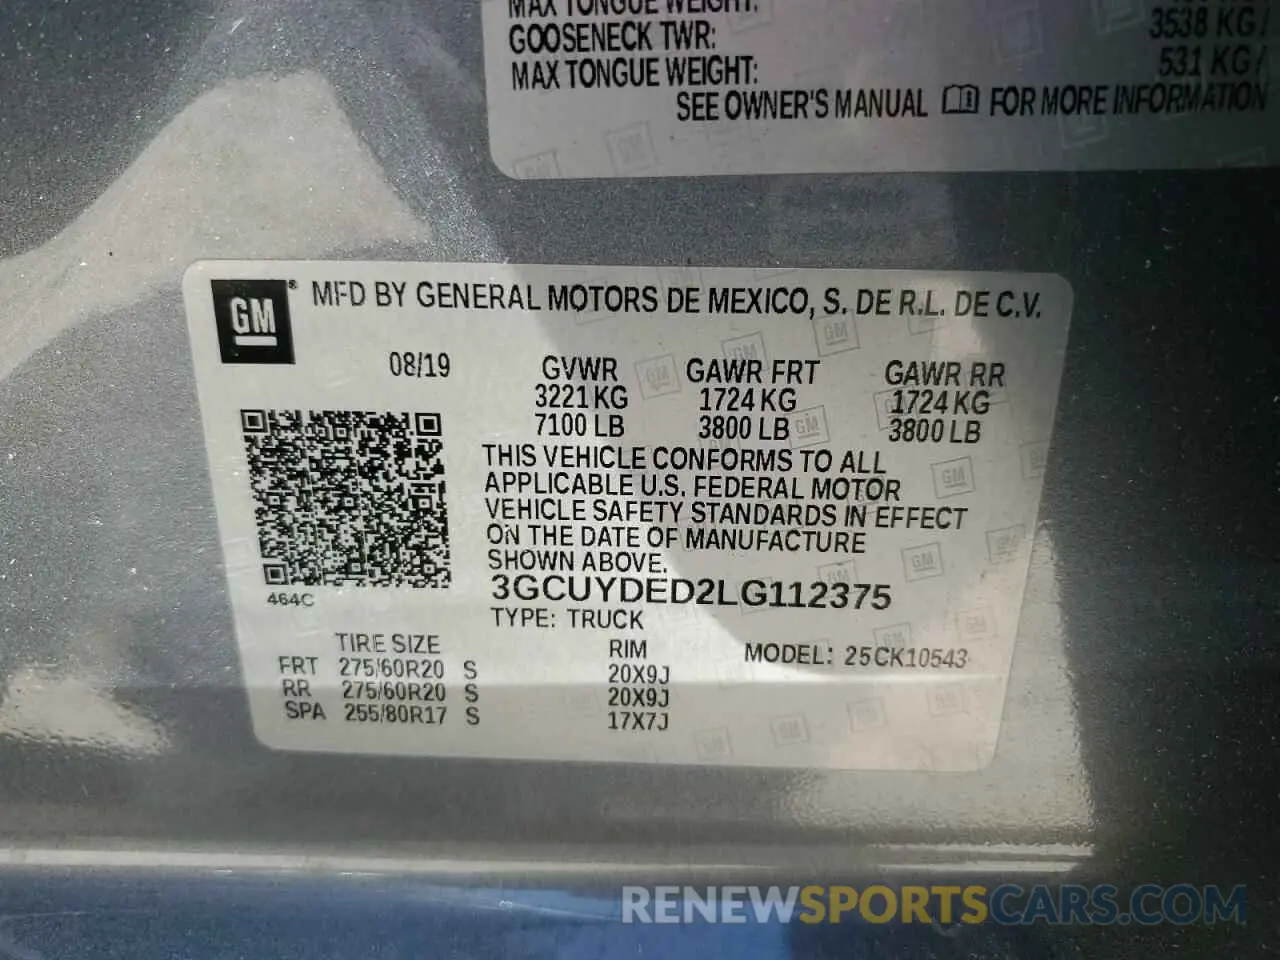 MAX TONGUE WEIGHT:
GOOSENECK TWR: 3538 KG /
MAX TONGUE WEIGHT: 531 KG /
SEE OWNER'S MANUAL FOR MORE INFORMATION
GM ® MFD BY GENERAL MOTORS DE MEXICO, S. DE R.L. DE C.V.
08/19 GVWR GAWR FRT GAWR RR
3221 KG 1724 KG 1724 KG
7100 LB 3800 LB 3800 LB
THIS VEHICLE CONFORMS TO ALL
APPLICABLE U.S. FEDERAL MOTOR
VEHICLE SAFETY STANDARDS IN EFFECT
ON THE DATE OF MANUFACTURE
SHOWN ABOVE.
464C
3GCUYDED2LG112375
TYPE: TRUCK
TIRE SIZE RIM MODEL: 25CK10543
FRT 275/60R20 S 20X9J
RR 275/60R20 S 20X9J
SPA 255/80R17 S 17X7J
RENEWSPORTSCARS.COM